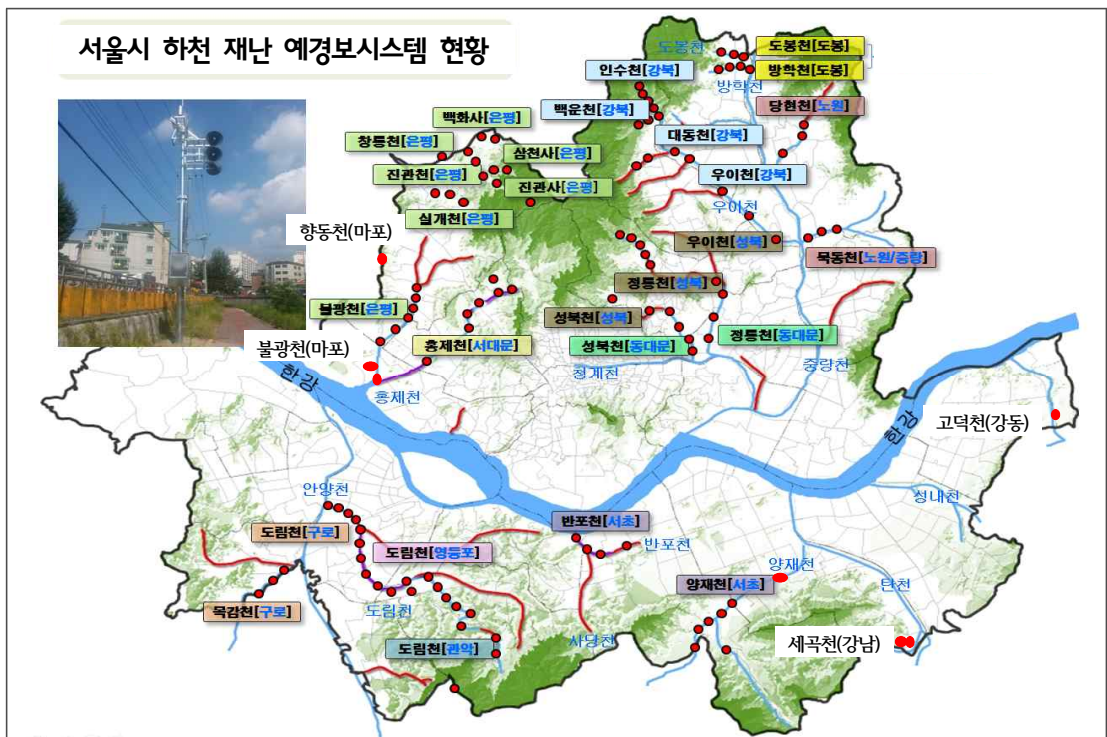 서울시 하천 재난 예경보시스템 현황
도봉천
도봉천[도봉]
방학천[도봉]
인수천[강북]
방학천
백운천[강북]
당현천[노원]
백화사[은평]
대동천[강북]
창릉천[은평]
삼천사[은평]
진관천[은평]
우이천[강북]
진관사[은평]
실개천[은평]
우이천
향동천(마포)
우이천[성북]
묵동천[노원/중랑]
정릉천[성북]
불광천[은평]
성북천[성북]
정릉천[동대문]
불광천(마포)
홍제천[서대문]
성북천[동대문]
청계천
중랑천
한강
홍제천
고덕천(강동)
한강
안양천
성내천
도림천[구로]
반포천[서초]
반포천
도림천[영등포]
양재천
양재천[서초]
탄천
목감천[구로]
도림천
사당천
세곡천(강남)
도림천[관악]